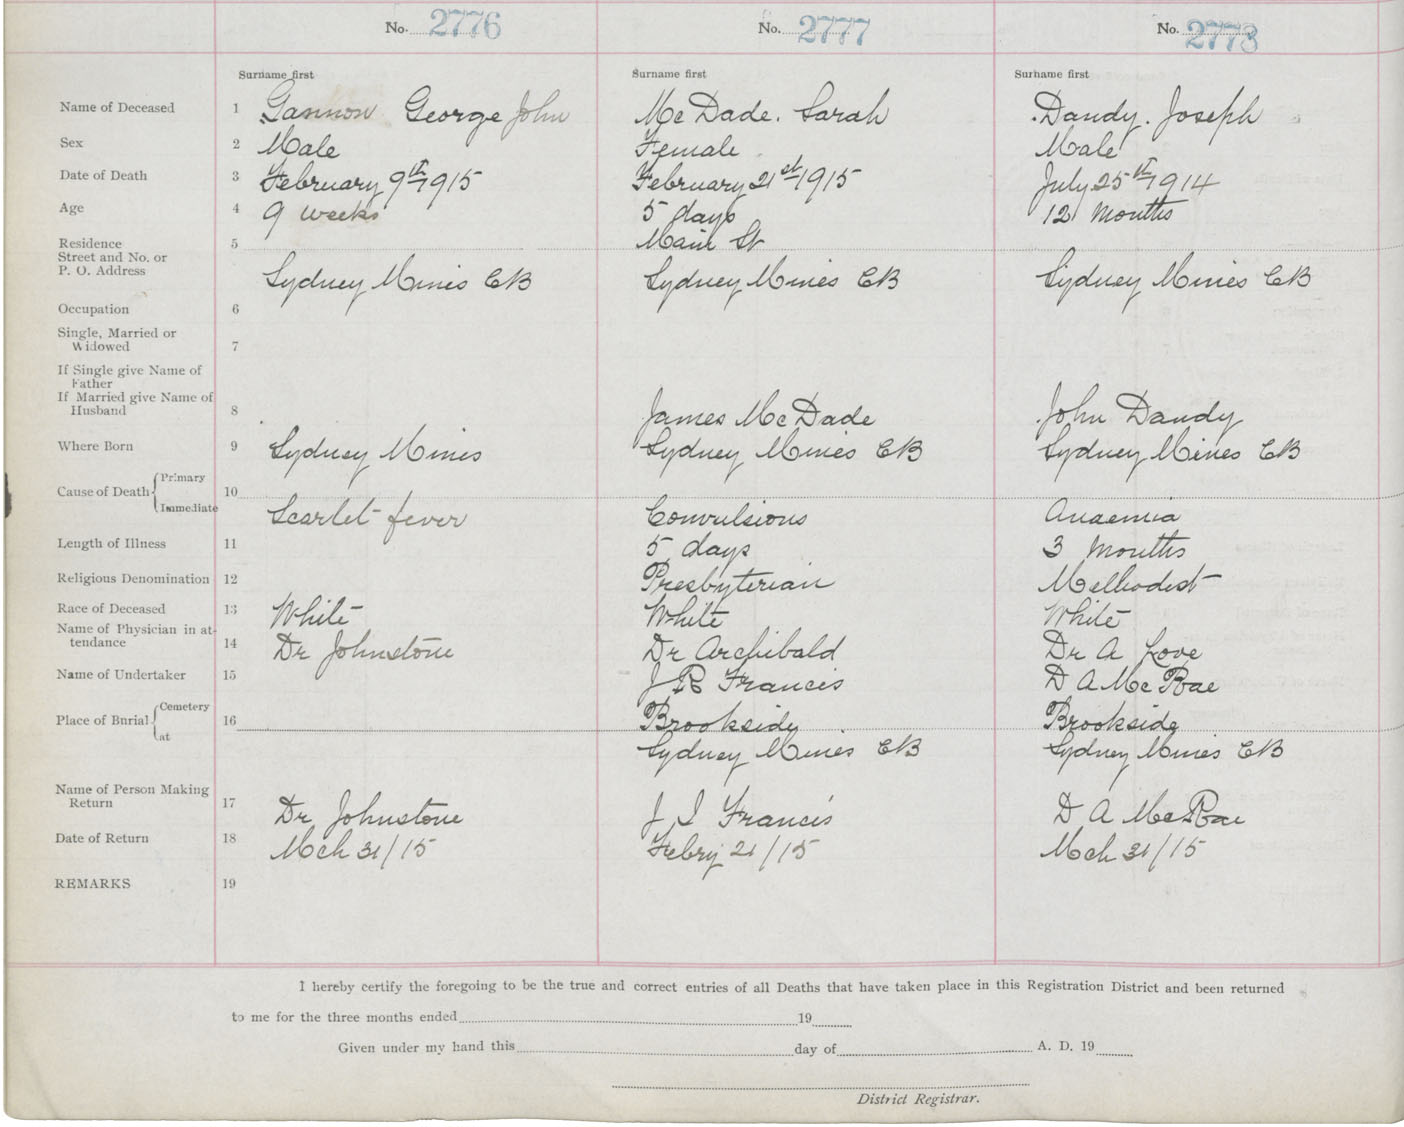 No. 2776 No. 2777 No. 2773
Surname first Surname first Surname first
Name of Deceased 1 Gannon George John McDade. Sarah Dandy. Joseph
Sex 2 Male Female Male
Date of Death 3 February 9th 1915 February 21st 1915 July 25th 1914
Age 4 9 weeks 5 days 12 Months
Residence 5 Main St
Street and No. or
P. O. Address Sydney Mines CB Sydney Mines CB Sydney Mines CB
Occupation 6
Single, Married or
Widowed 7
If Single give Name of
Father
If Married give Name of
Husband 8 James McDade John Dandy
Where Born 9 Sydney Mines Sydney Mines CB Sydney Mines CB
Primary
Cause of Death 10
Immediate Scarlet fever Convulsions Anaemia
Length of Illness 11 5 days 3 Months
Religious Denomination 12 Presbyterian Methodist
Race of Deceased 13 White White White
Name of Physician in at-
tendance 14 Dr Johnstone Dr Archibald Dr A Love
Name of Undertaker 15 J R Francis D A McRae
Cemetery Brookside Brookside
Place of Burial 16
at Sydney Mines CB Sydney Mines CB
Name of Person Making
Return 17 Dr Johnstone J I Francis D A McRae
Date of Return 18 Mch 31/15 Febry 21/15 Mch 31/15
REMARKS 19
I hereby certify the foregoing to be the true and correct entries of all Deaths that have taken place in this Registration District and been returned
to me for the three months ended 19
Given under my hand this day of A. D. 19
District Registrar.